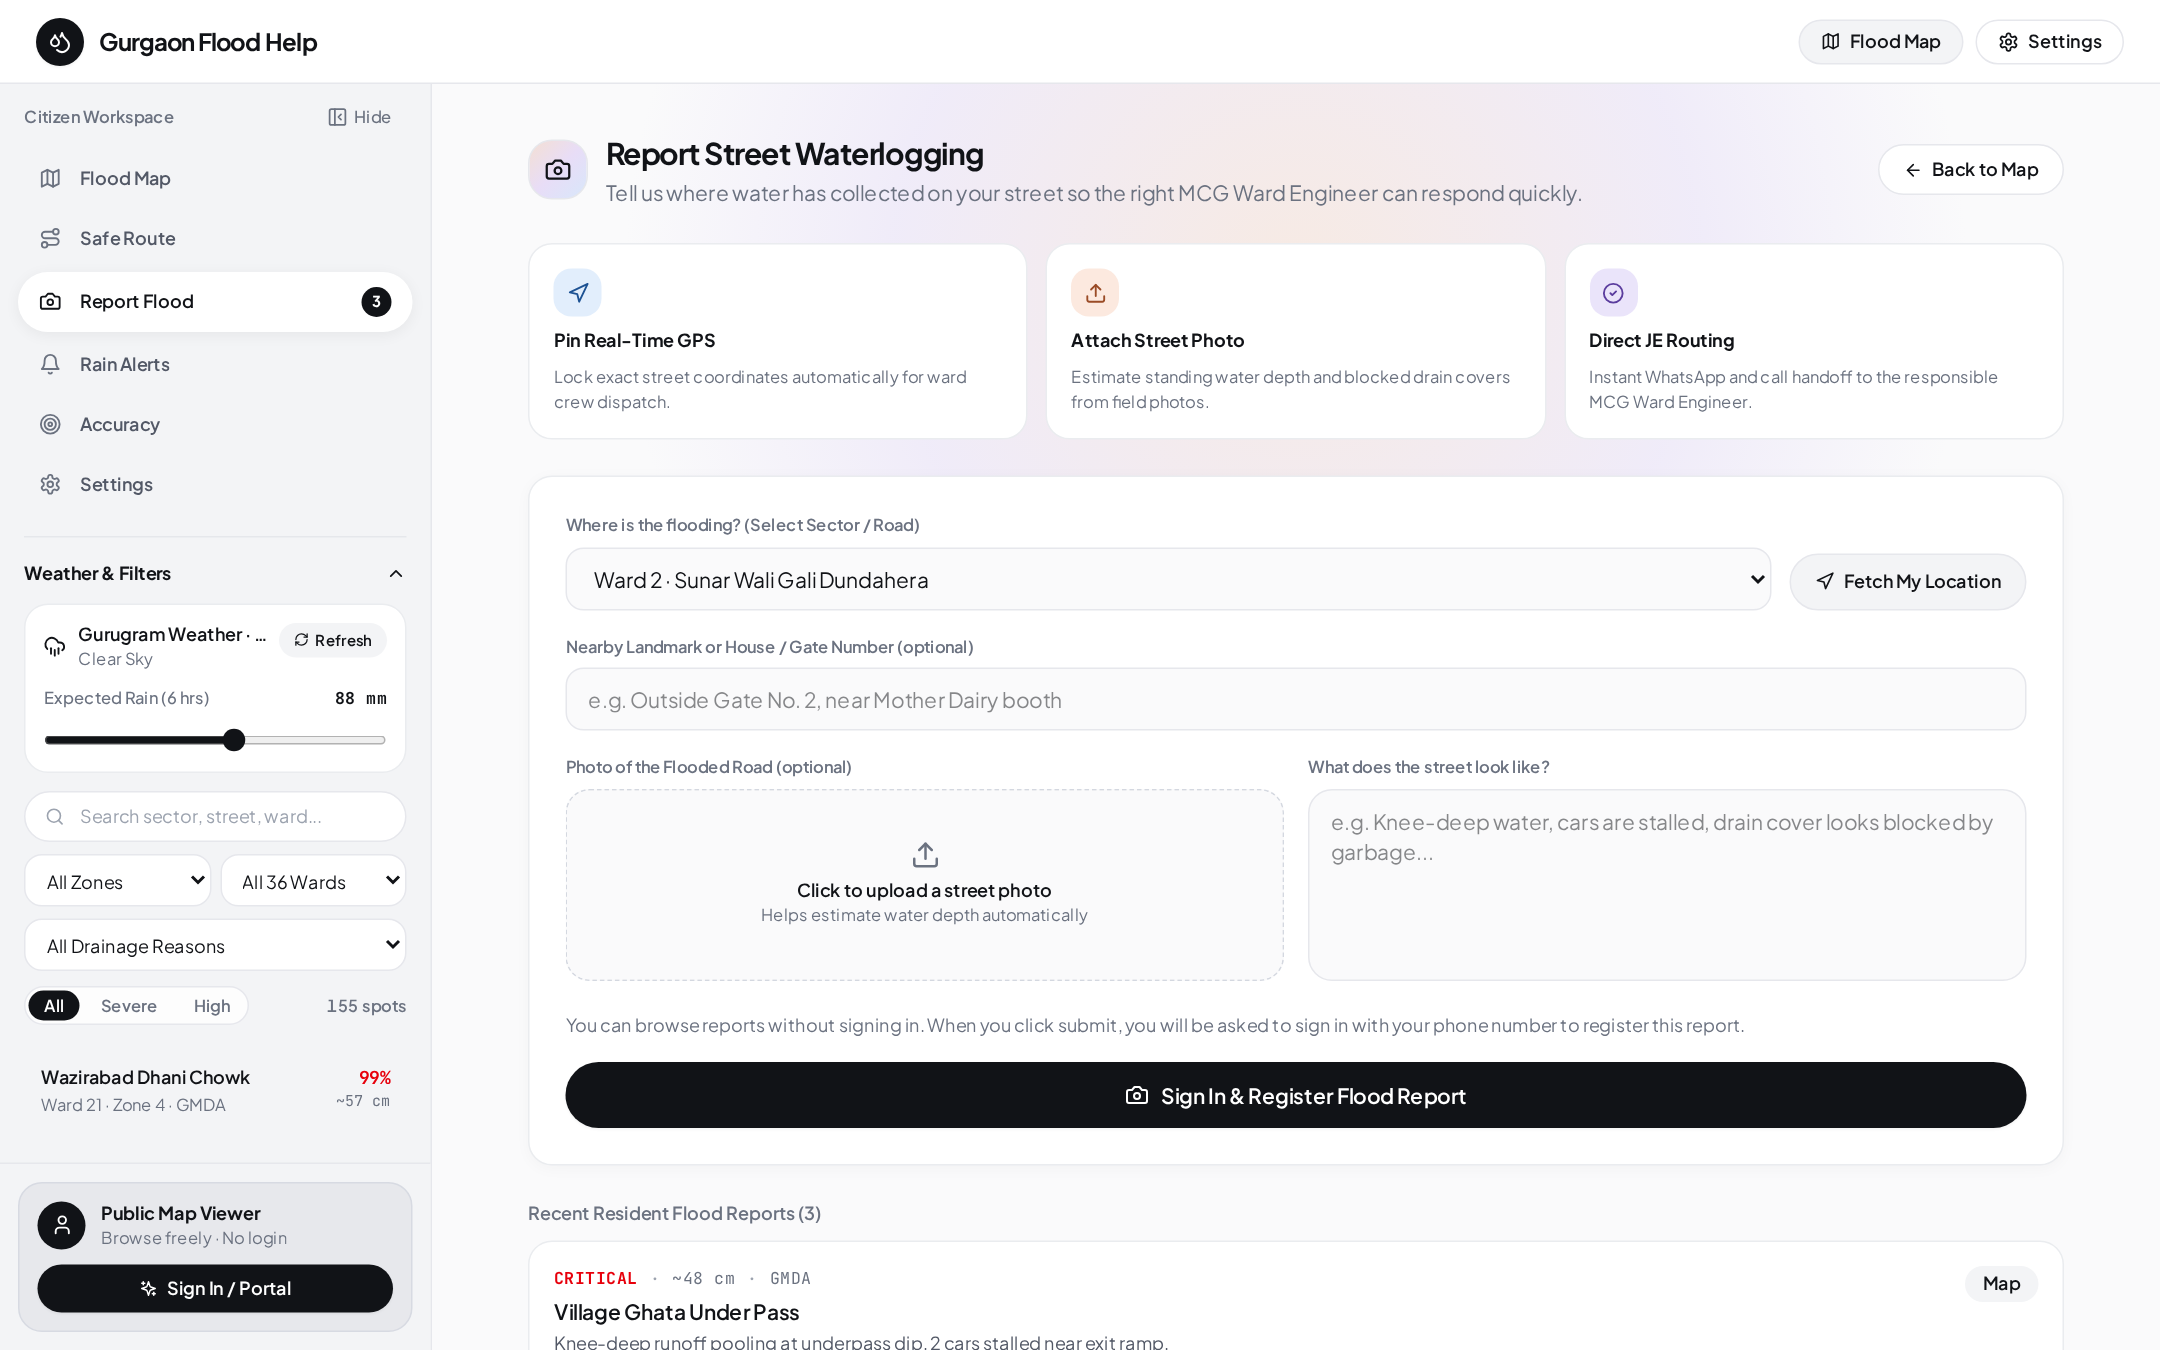 Gurgaon Flood Help
Flood Map
Settings
Citizen Workspace
Hide
Flood Map
Safe Route
Report Flood
3
Rain Alerts
Accuracy
Settings
Weather & Filters
Gurugram Weather · ...
Refresh
Clear Sky
Expected Rain (6 hrs)
88 mm
Search sector, street, ward...
All Zones
All 36 Wards
All Drainage Reasons
All
Severe
High
155 spots
Wazirabad Dhani Chowk
99%
Ward 21 · Zone 4 · GMDA
~57 cm
Public Map Viewer
Browse freely · No login
Sign In / Portal
Report Street Waterlogging
Tell us where water has collected on your street so the right MCG Ward Engineer can respond quickly.
Back to Map
Pin Real-Time GPS
Lock exact street coordinates automatically for ward
crew dispatch.
Attach Street Photo
Estimate standing water depth and blocked drain covers
from field photos.
Direct JE Routing
Instant WhatsApp and call handoff to the responsible
MCG Ward Engineer.
Where is the flooding? (Select Sector / Road)
Ward 2 · Sunar Wali Gali Dundahera
Fetch My Location
Nearby Landmark or House / Gate Number (optional)
e.g. Outside Gate No. 2, near Mother Dairy booth
Photo of the Flooded Road (optional)
Click to upload a street photo
Helps estimate water depth automatically
What does the street look like?
e.g. Knee-deep water, cars are stalled, drain cover looks blocked by
garbage...
You can browse reports without signing in. When you click submit, you will be asked to sign in with your phone number to register this report.
Sign In & Register Flood Report
Recent Resident Flood Reports (3)
CRITICAL · ~48 cm · GMDA
Map
Village Ghata Under Pass
Knee-deep runoff pooling at underpass dip. 2 cars stalled near exit ramp.